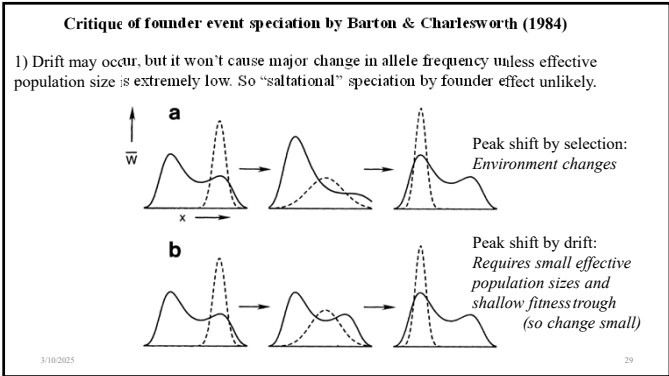 Critique of founder event speciation by Barton & Charlesworth (1984)
1) Drift may occur, but it won't cause major change in allele frequency unless effective
population size is extremely low. So “saltational” speciation by founder effect unlikely.
a
W
x
Peak shift by selection:
Environment changes
b
Peak shift by drift:
Requires small effective
population sizes and
shallow fitness trough
(so change small)
3/10/2025
29